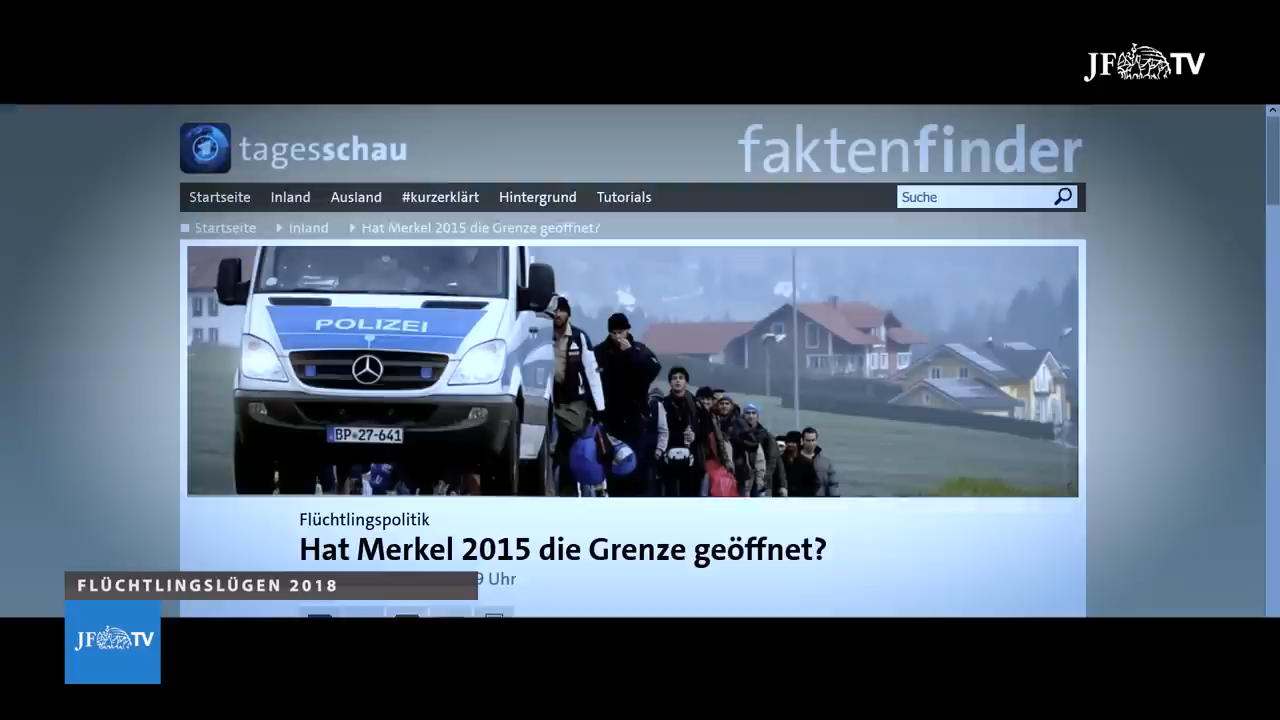 JF TV
tagesschau
faktenfinder
Startseite Inland Ausland #kurzerklärt Hintergrund Tutorials Suche
Startseite Inland Hat Merkel 2015 die Grenze geöffnet?
POLIZEI
BP 27-641
Flüchtlingspolitik
Hat Merkel 2015 die Grenze geöffnet?
9 Uhr
FLÜCHTLINGSLÜGEN 2018
JF TV